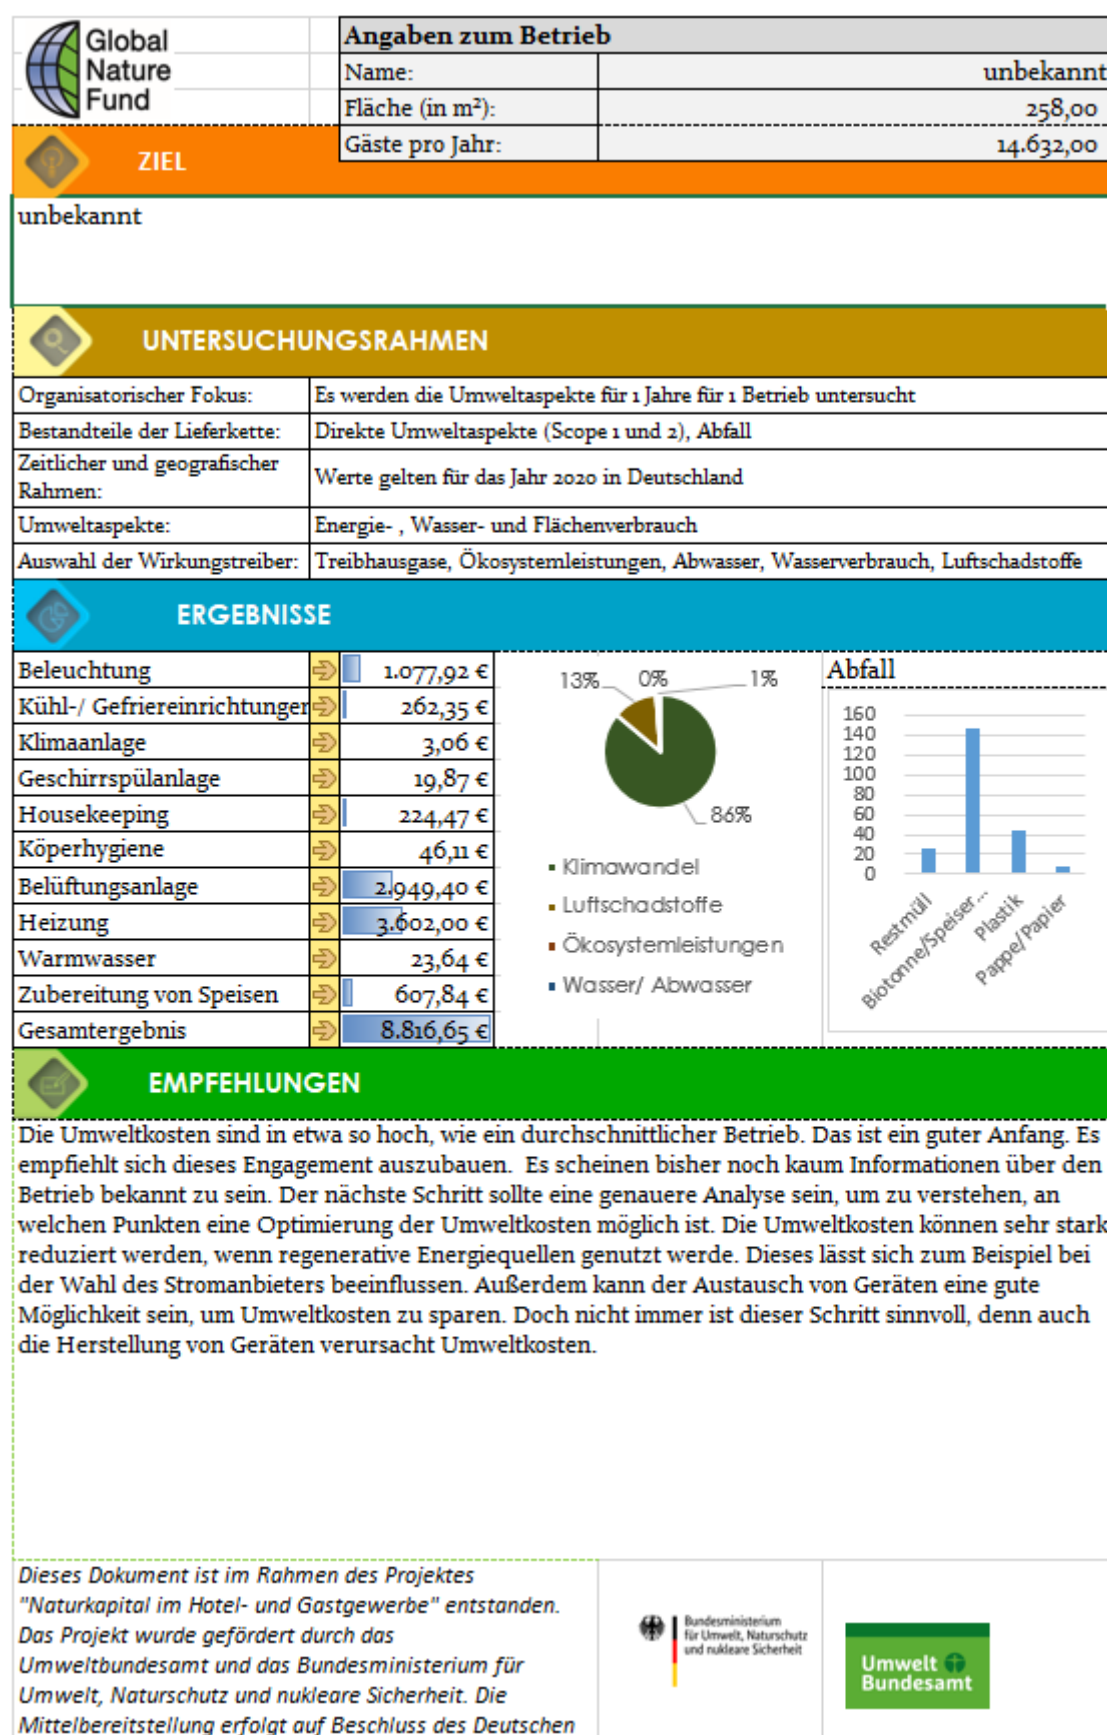 Global
Nature
Fund
Angaben zum Betrieb
Name: unbekannt
Fläche (in m²): 258,00
Gäste pro Jahr: 14.632,00
ZIEL
unbekannt
UNTERSUCHUNGSRAHMEN
Organisatorischer Fokus: Es werden die Umweltaspekte für 1 Jahre für 1 Betrieb untersucht
Bestandteile der Lieferkette: Direkte Umweltaspekte (Scope 1 und 2), Abfall
Zeitlicher und geografischer
Rahmen: Werte gelten für das Jahr 2020 in Deutschland
Umweltaspekte: Energie- , Wasser- und Flächenverbrauch
Auswahl der Wirkungstreiber: Treibhausgase, Ökosystemleistungen, Abwasser, Wasserverbrauch, Luftschadstoffe
ERGEBNISSE
Beleuchtung 1.077,92 €
Kühl-/ Gefriereinrichtunger 262,35 €
Klimaanlage 3,06 €
Geschirrspülanlage 19,87 €
Housekeeping 224,47 €
Köperhygiene 46,11 €
Belüftungsanlage 2.949,40 €
Heizung 3.602,00 €
Warmwasser 23,64 €
Zubereitung von Speisen 607,84 €
Gesamtergebnis 8.816,65 €
13% 0% 1%
86%
Klimawandel
Luftschadstoffe
Ökosystemleistungen
Wasser/ Abwasser
Abfall
160
140
120
100
80
60
40
20
0
Restmüll
Biotonne/Speiser...
Plastik
Pappe/Papier
EMPFEHLUNGEN
Die Umweltkosten sind in etwa so hoch, wie ein durchschnittlicher Betrieb. Das ist ein guter Anfang. Es
empfiehlt sich dieses Engagement auszubauen. Es scheinen bisher noch kaum Informationen über den
Betrieb bekannt zu sein. Der nächste Schritt sollte eine genauere Analyse sein, um zu verstehen, an
welchen Punkten eine Optimierung der Umweltkosten möglich ist. Die Umweltkosten können sehr stark
reduziert werden, wenn regenerative Energiequellen genutzt werde. Dieses lässt sich zum Beispiel bei
der Wahl des Stromanbieters beeinflussen. Außerdem kann der Austausch von Geräten eine gute
Möglichkeit sein, um Umweltkosten zu sparen. Doch nicht immer ist dieser Schritt sinnvoll, denn auch
die Herstellung von Geräten verursacht Umweltkosten.
Dieses Dokument ist im Rahmen des Projektes
"Naturkapital im Hotel- und Gastgewerbe" entstanden.
Das Projekt wurde gefördert durch das
Umweltbundesamt und das Bundesministerium für
Umwelt, Naturschutz und nukleare Sicherheit. Die
Mittelbereitstellung erfolgt auf Beschluss des Deutschen
Bundesministerium
für Umwelt, Naturschutz
und nukleare Sicherheit
Umwelt
Bundesamt